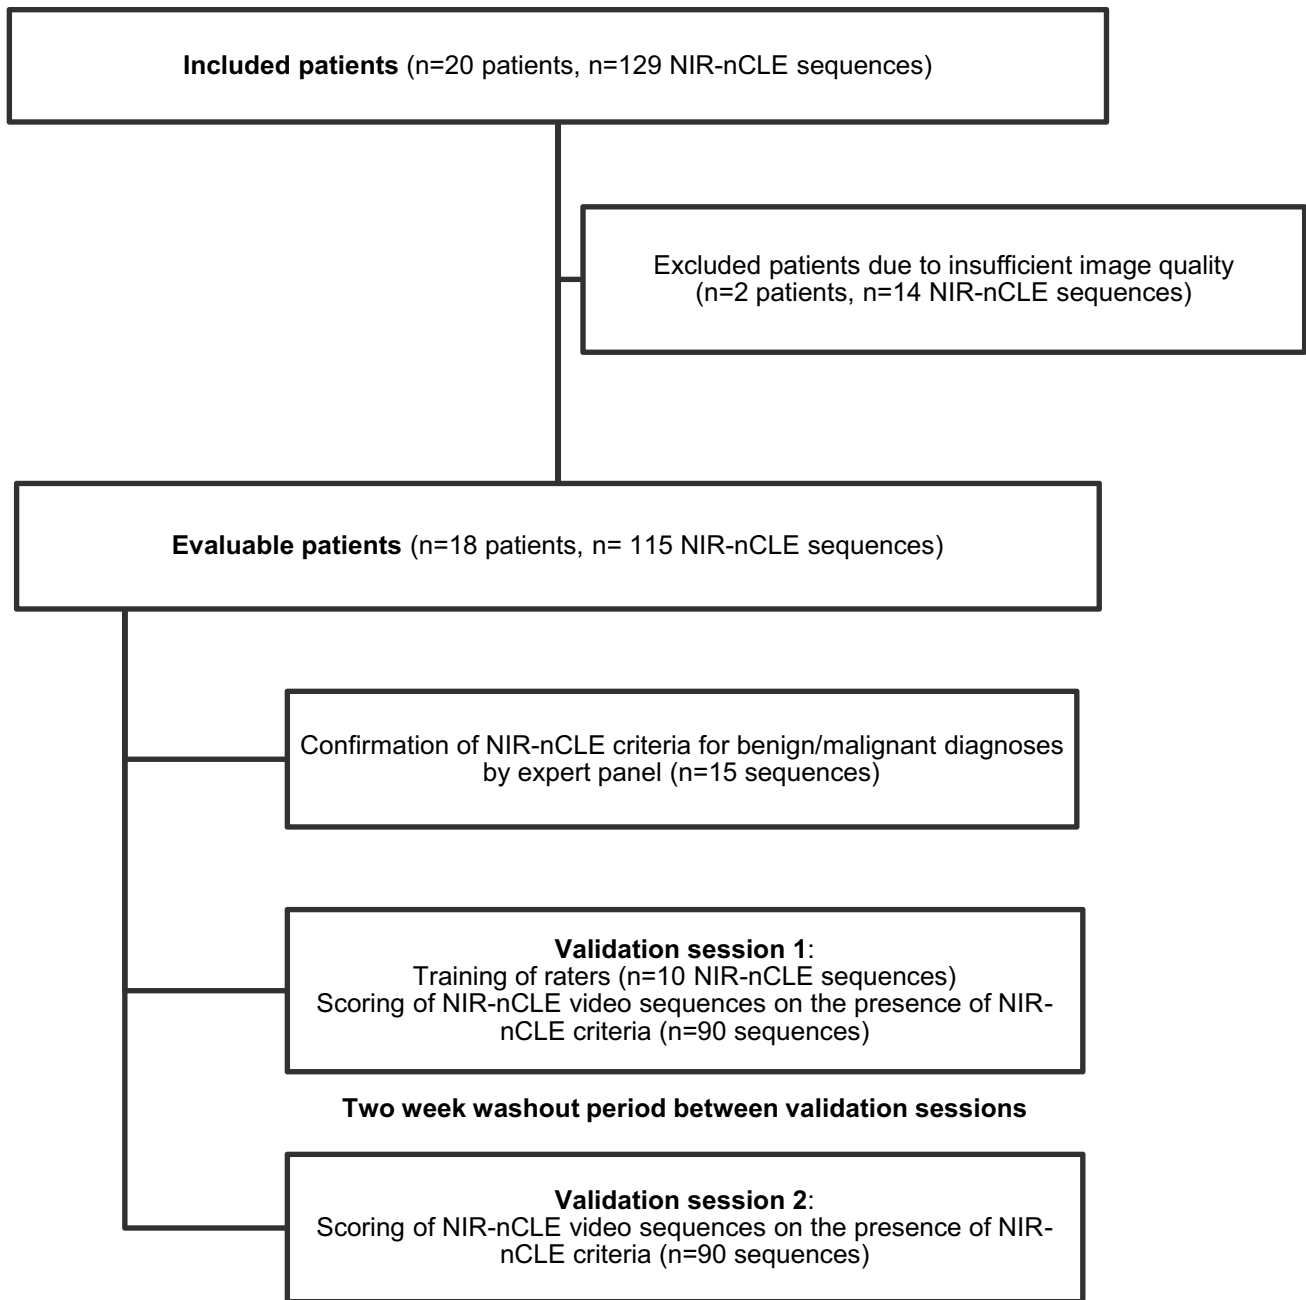 Included patients (n=20 patients, n=129 NIR-nCLE sequences)
Excluded patients due to insufficient image quality
(n=2 patients, n=14 NIR-nCLE sequences)
Evaluable patients (n=18 patients, n= 115 NIR-nCLE sequences)
Confirmation of NIR-nCLE criteria for benign/malignant diagnoses
by expert panel (n=15 sequences)
Validation session 1:
Training of raters (n=10 NIR-nCLE sequences)
Scoring of NIR-nCLE video sequences on the presence of NIR-
nCLE criteria (n=90 sequences)
Two week washout period between validation sessions
Validation session 2:
Scoring of NIR-nCLE video sequences on the presence of NIR-
nCLE criteria (n=90 sequences)